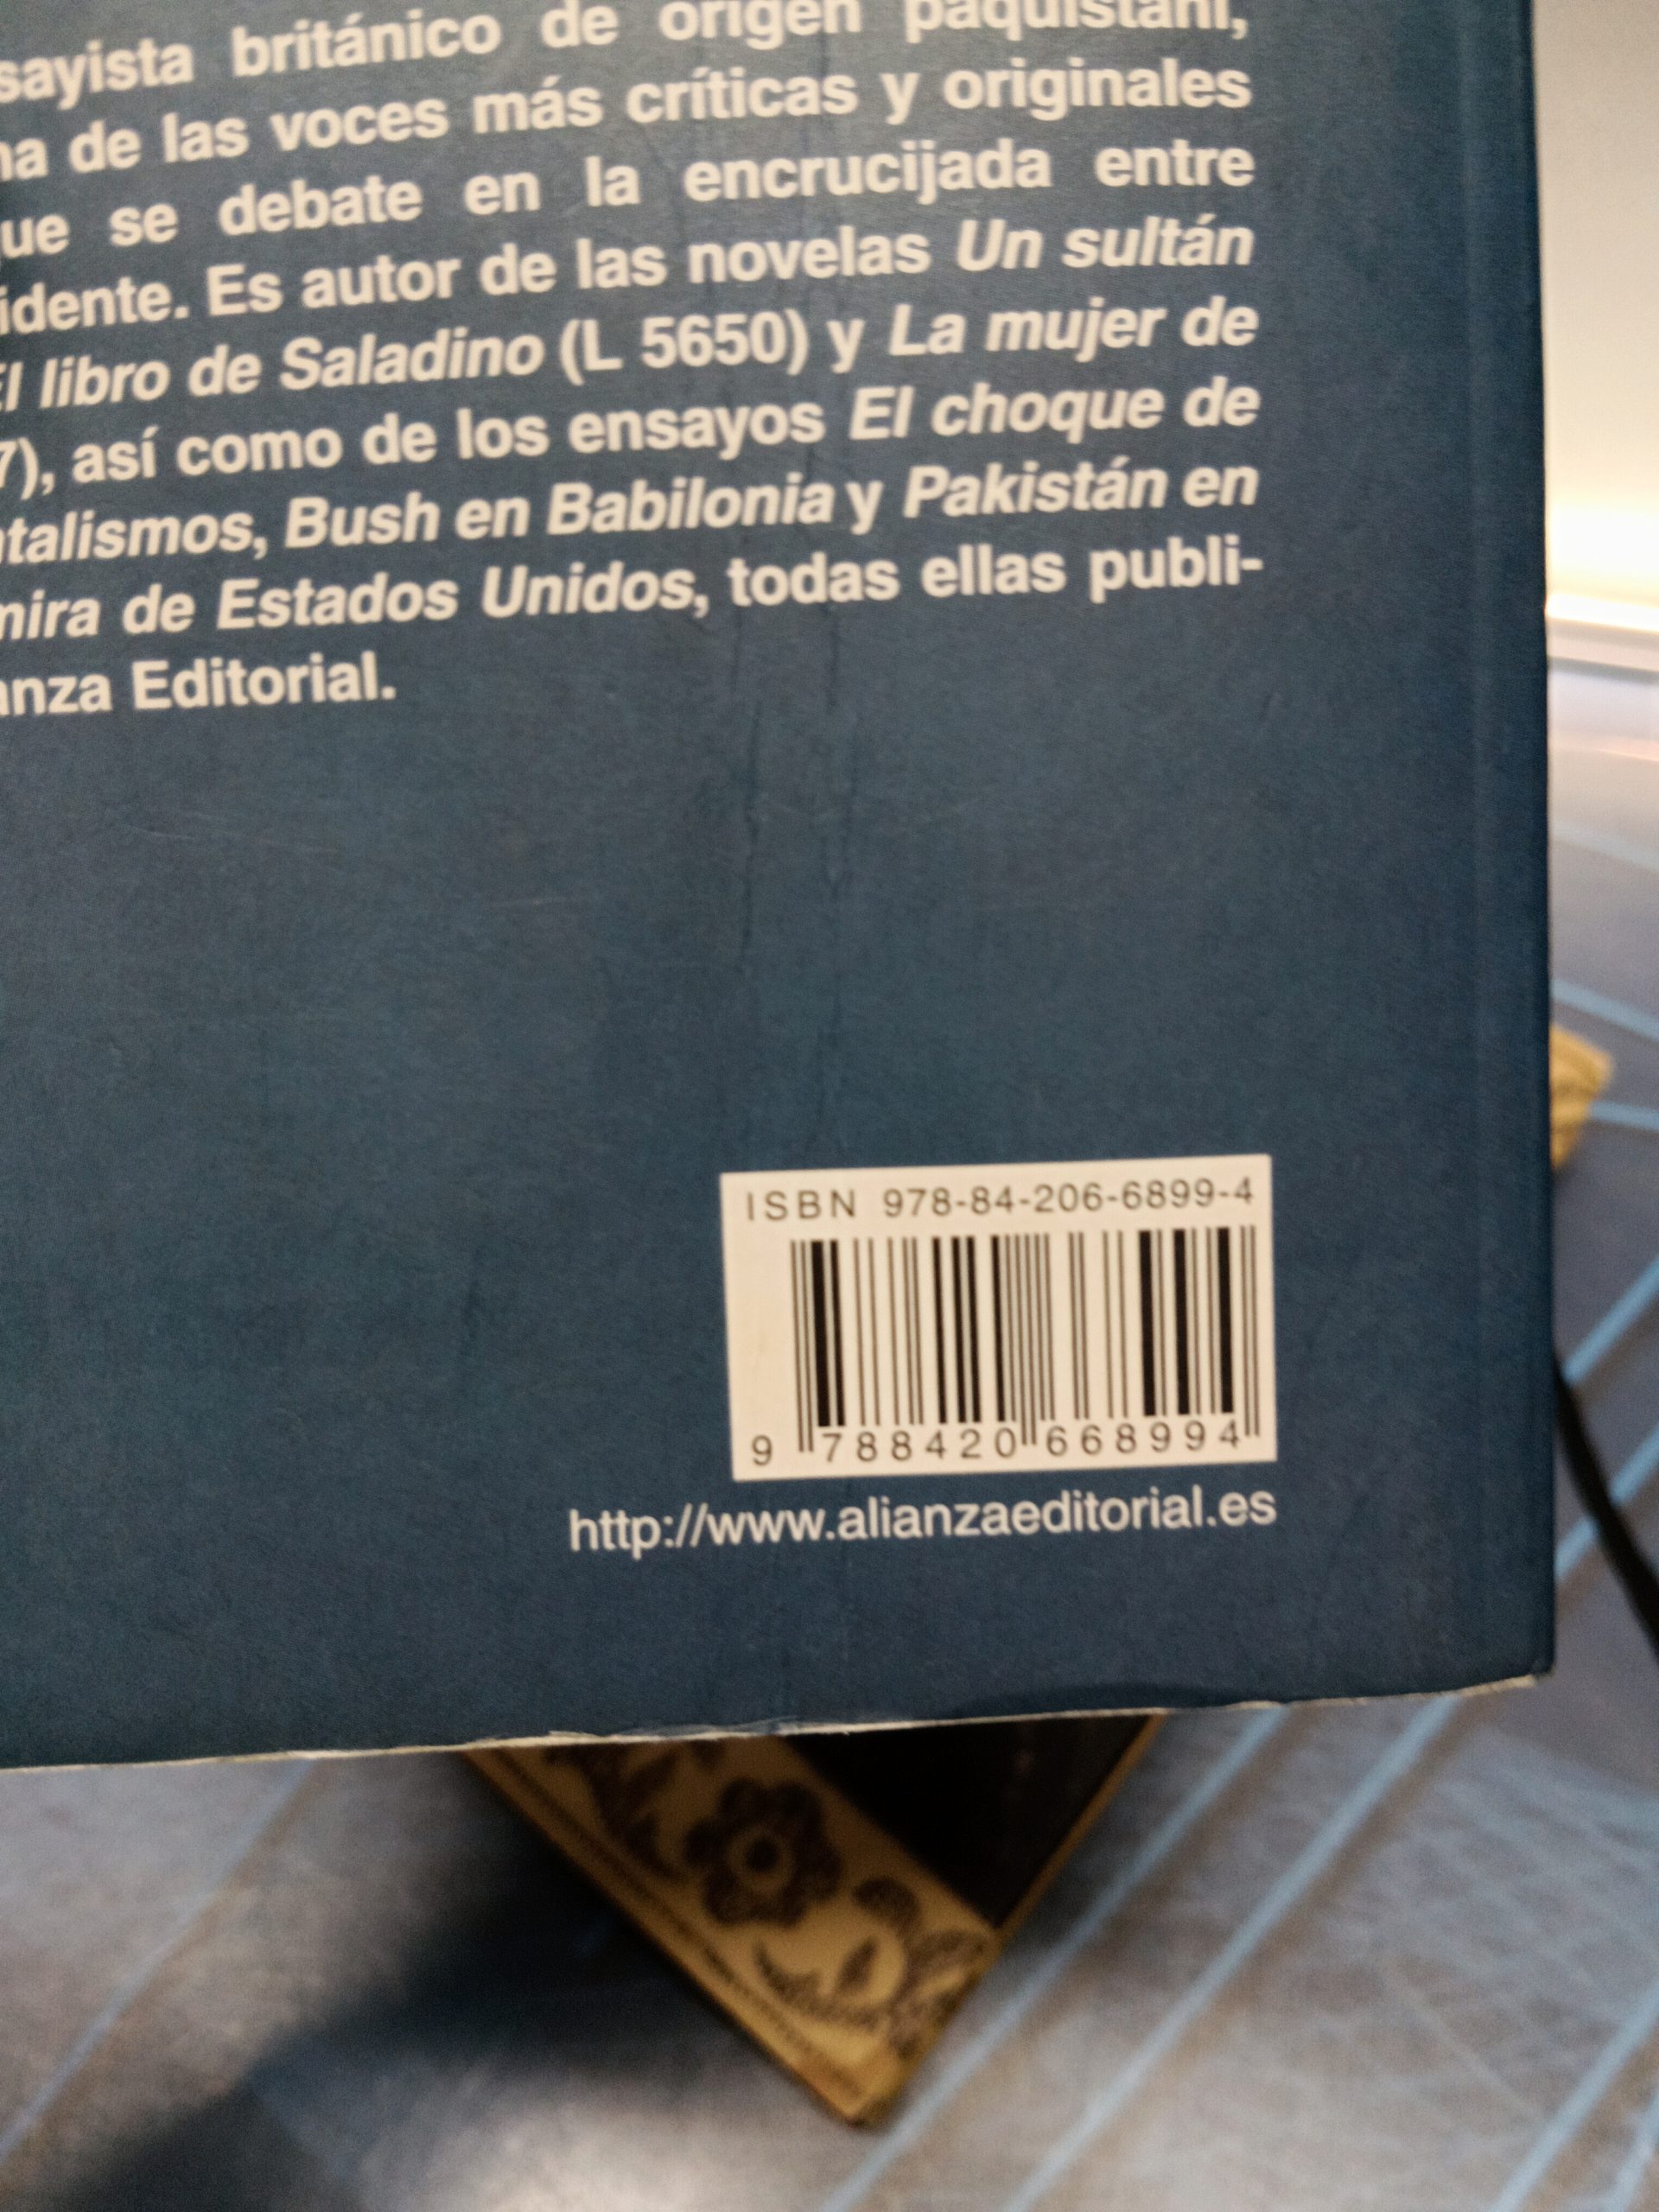 sayista británico de origen paquistaní,
na de las voces más críticas y originales
ue se debate en la encrucijada entre
idente. Es autor de las novelas Un sultán
El libro de Saladino (L 5650) y La mujer de
7), así como de los ensayos El choque de
ntalismos, Bush en Babilonia y Pakistán en
mira de Estados Unidos, todas ellas publi-
anza Editorial.
ISBN 978-84-206-6899-4
9 788420 668994
http://www.alianzaeditorial.es